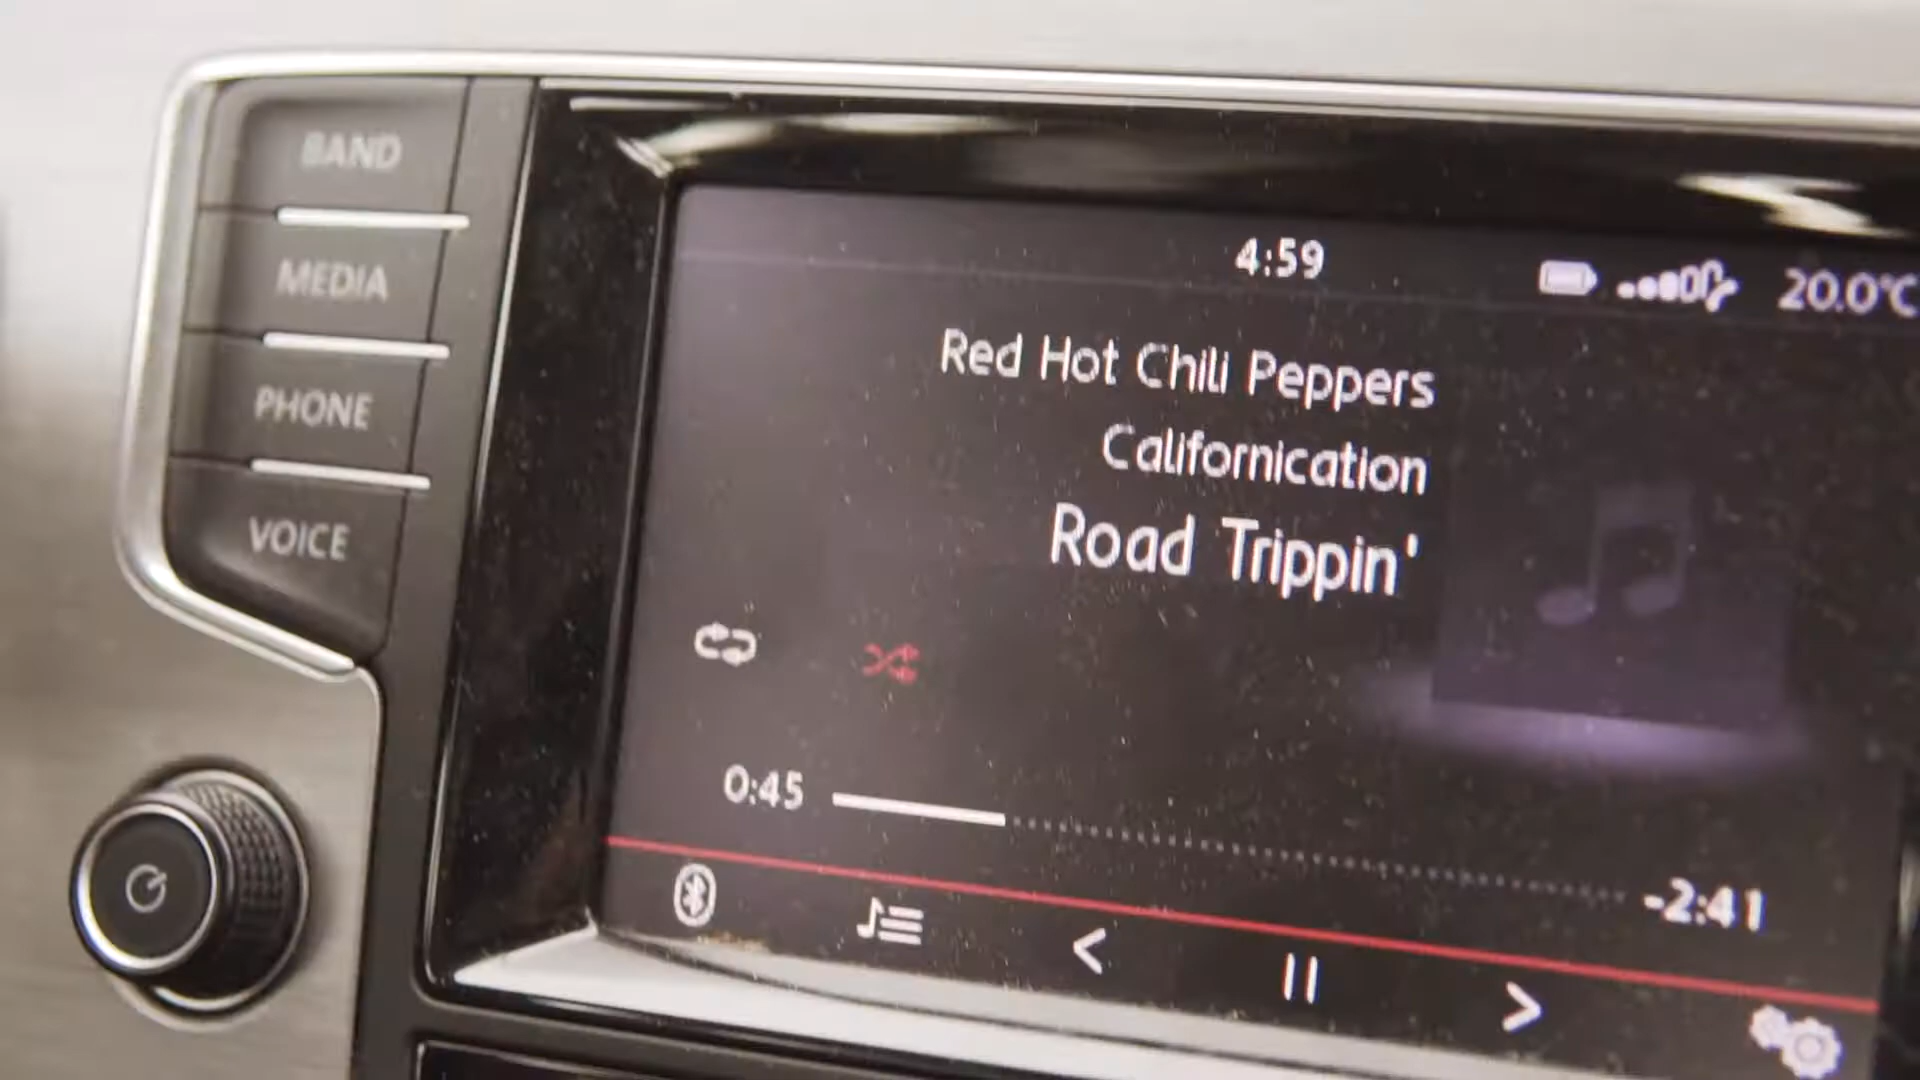 BAND
MEDIA
PHONE
VOICE
4:59
20.0°C
Red Hot Chili Peppers
Californication
Road Trippin'
0:45
-2:41